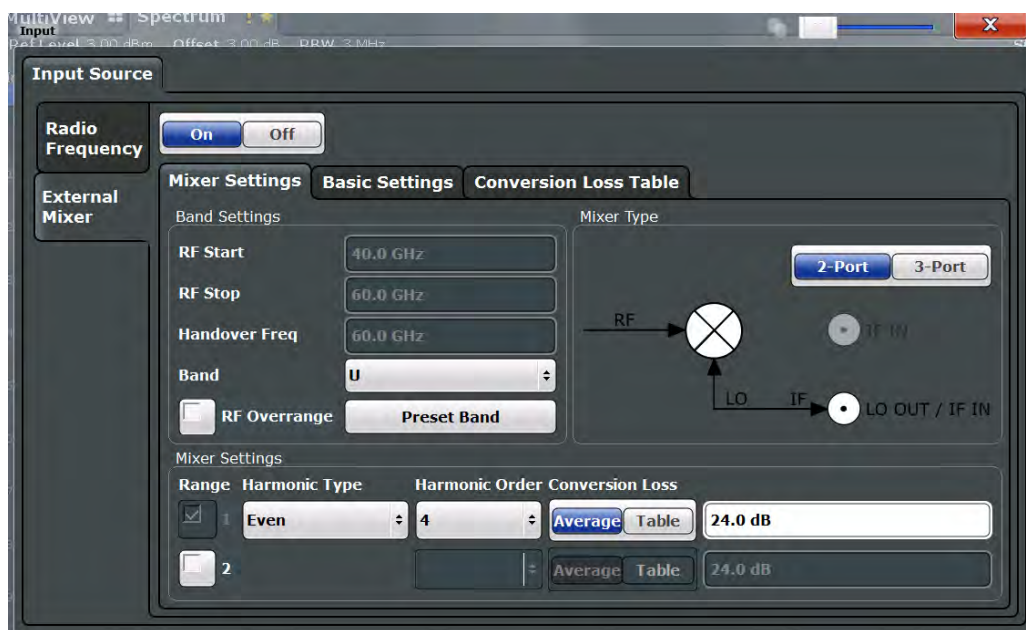 MultiView Spectrum
Input
Ref Level 3.00 dBm Offset 3.00 dB RBW 3 MHz
X
Input Source
Radio Frequency
On Off
External Mixer
Mixer Settings Basic Settings Conversion Loss Table
Band Settings
Mixer Type
RF Start 40.0 GHz
2-Port 3-Port
RF Stop 60.0 GHz
Handover Freq 60.0 GHz
RF
IF IN
Band U
LO IF LO OUT / IF IN
RF Overrange Preset Band
Mixer Settings
Range Harmonic Type Harmonic Order Conversion Loss
1 Even 4 Average Table 24.0 dB
2 Average Table 24.0 dB